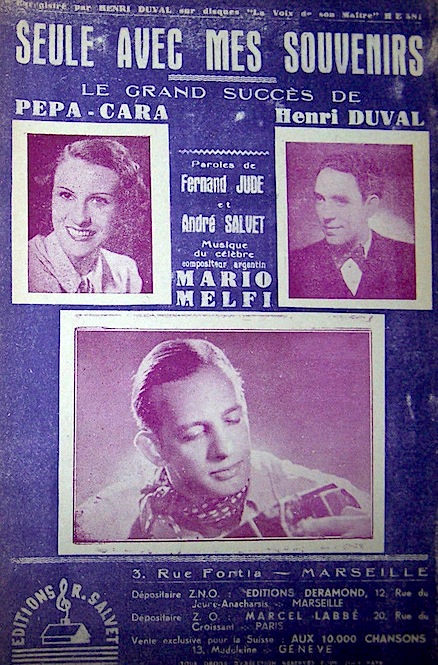 Enregistré par HENRI DUVAL sur disques "La Voix de son Maître"
SEULE AVEC MES SOUVENIRS
LE GRAND SUCCÈS DE
PEPA-CARA Henri DUVAL
Paroles de
Fernand JUDE
et
André SALVET
Musique
du célèbre
compositeur argentin
MARIO
MELFI
3, Rue Fortia — MARSEILLE
Dépositaire Z.N.O. : EDITIONS DERAMOND, 12, Rue du
Jeune-Anacharsis - MARSEILLE
Dépositaire Z. O. : MARCEL LABBÉ, 20, Rue du
Croissant - PARIS
Vente exclusive pour la Suisse : AUX 10.000 CHANSONS
13, Madeleine - GENÈVE
EDITIONS R. SALVET